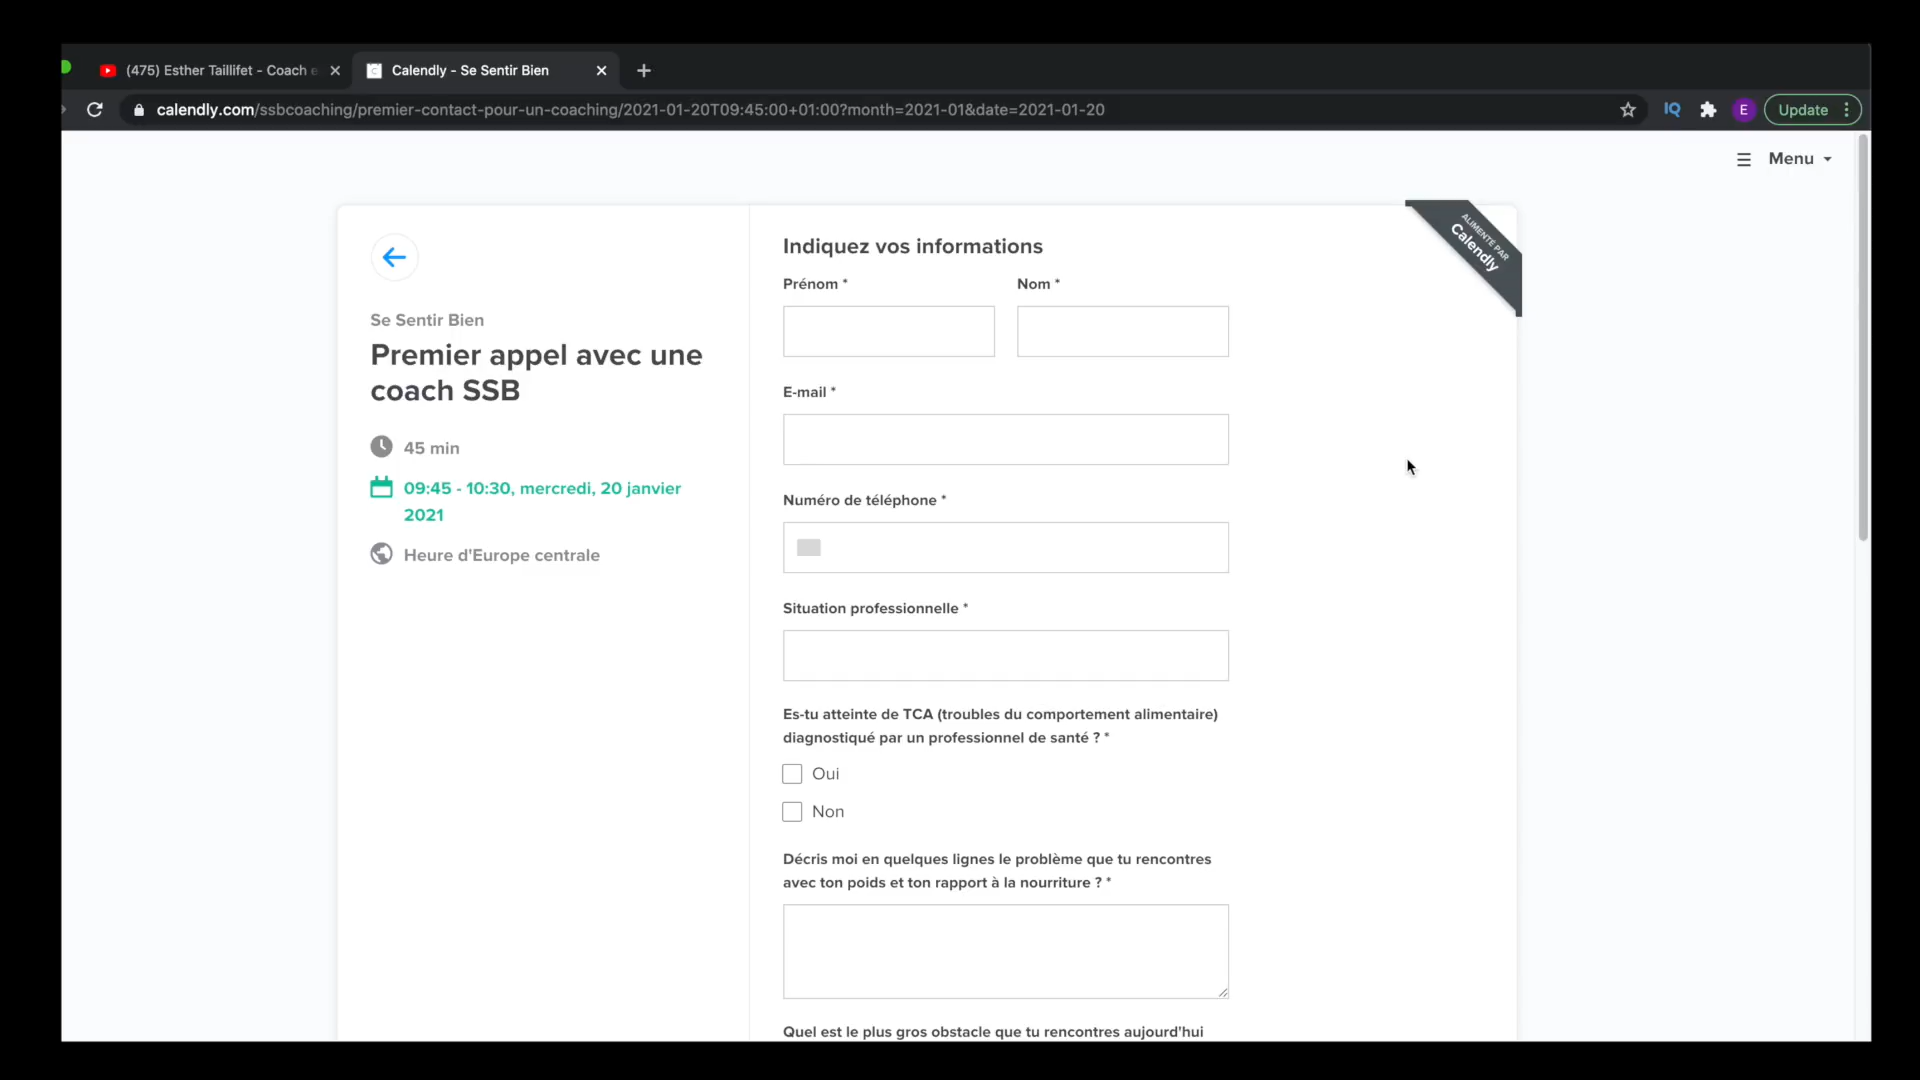 (475) Esther Taillifet - Coach e
Calendly - Se Sentir Bien
calendly.com/ssbcoaching/premier-contact-pour-un-coaching/2021-01-20T09:45:00+01:00?month=2021-01&date=2021-01-20
IQ
E
Update
Menu
ALIMENTÉ PAR
Calendly
Se Sentir Bien
Premier appel avec une
coach SSB
45 min
09:45 - 10:30, mercredi, 20 janvier
2021
Heure d'Europe centrale
Indiquez vos informations
Prénom * Nom *
E-mail *
Numéro de téléphone *
Situation professionnelle *
Es-tu atteinte de TCA (troubles du comportement alimentaire)
diagnostiqué par un professionnel de santé ? *
Oui
Non
Décris moi en quelques lignes le problème que tu rencontres
avec ton poids et ton rapport à la nourriture ? *
Quel est le plus gros obstacle que tu rencontres aujourd'hui